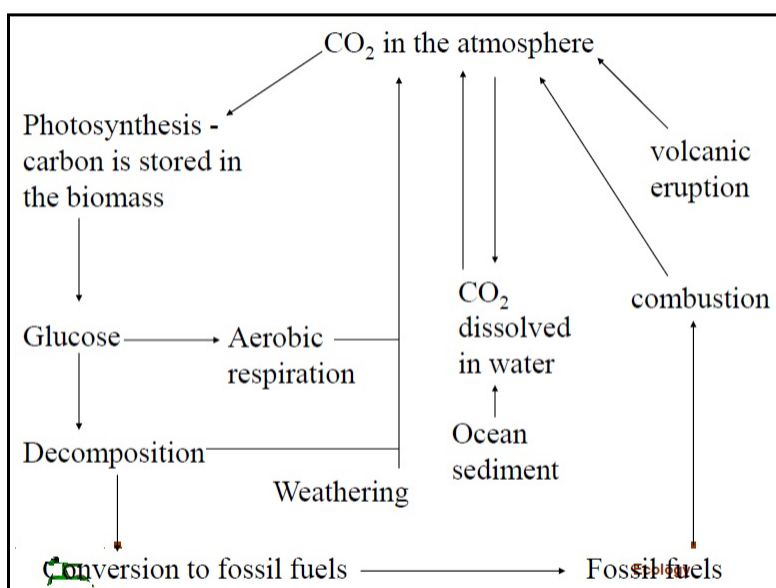 CO₂ in the atmosphere
Photosynthesis -
carbon is stored in
the biomass
volcanic
eruption
CO₂
dissolved
in water
combustion
Glucose
Aerobic
respiration
Decomposition
Ocean
sediment
Weathering
Conversion to fossil fuels
Fossil fuels
Ecology